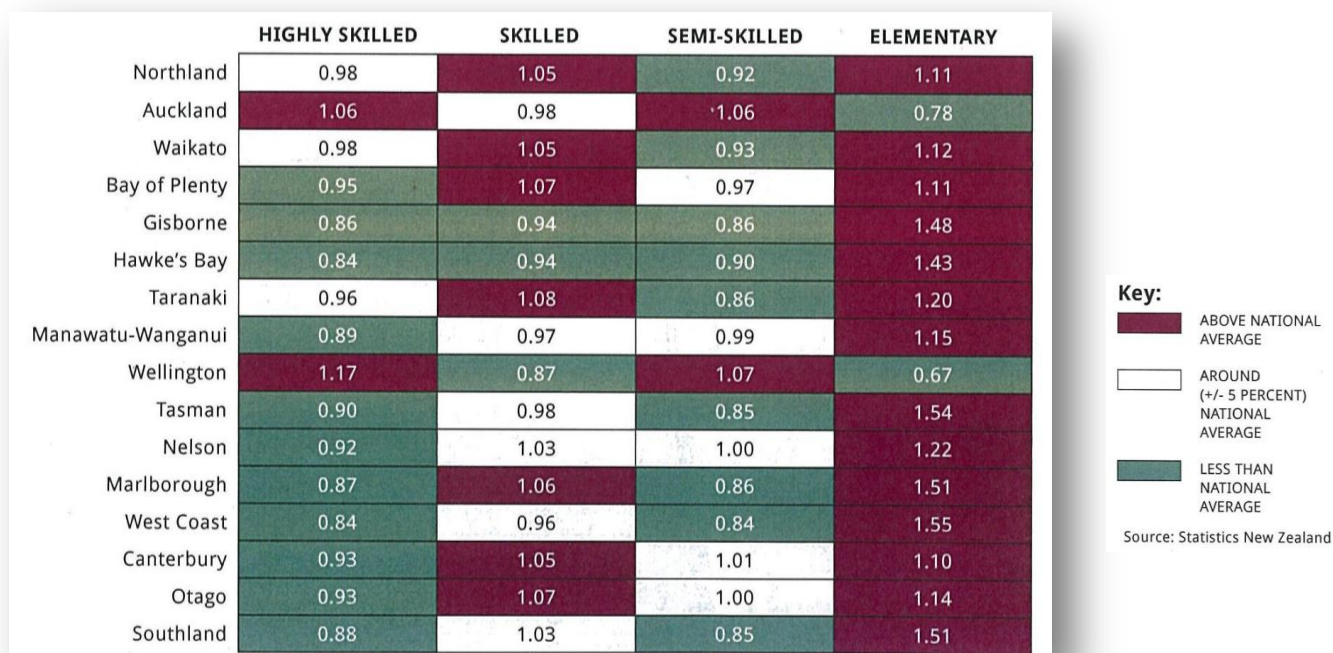 HIGHLY SKILLED SKILLED SEMI-SKILLED ELEMENTARY
Northland 0.98 1.05 0.92 1.11
Auckland 1.06 0.98 1.06 0.78
Waikato 0.98 1.05 0.93 1.12
Bay of Plenty 0.95 1.07 0.97 1.11
Gisborne 0.86 0.94 0.86 1.48
Hawke's Bay 0.84 0.94 0.90 1.43
Taranaki 0.96 1.08 0.86 1.20
Manawatu-Wanganui 0.89 0.97 0.99 1.15
Wellington 1.17 0.87 1.07 0.67
Tasman 0.90 0.98 0.85 1.54
Nelson 0.92 1.03 1.00 1.22
Marlborough 0.87 1.06 0.86 1.51
West Coast 0.84 0.96 0.84 1.55
Canterbury 0.93 1.05 1.01 1.10
Otago 0.93 1.07 1.00 1.14
Southland 0.88 1.03 0.85 1.51
Key:
ABOVE NATIONAL
AVERAGE
AROUND
(+/- 5 PERCENT)
NATIONAL
AVERAGE
LESS THAN
NATIONAL
AVERAGE
Source: Statistics New Zealand